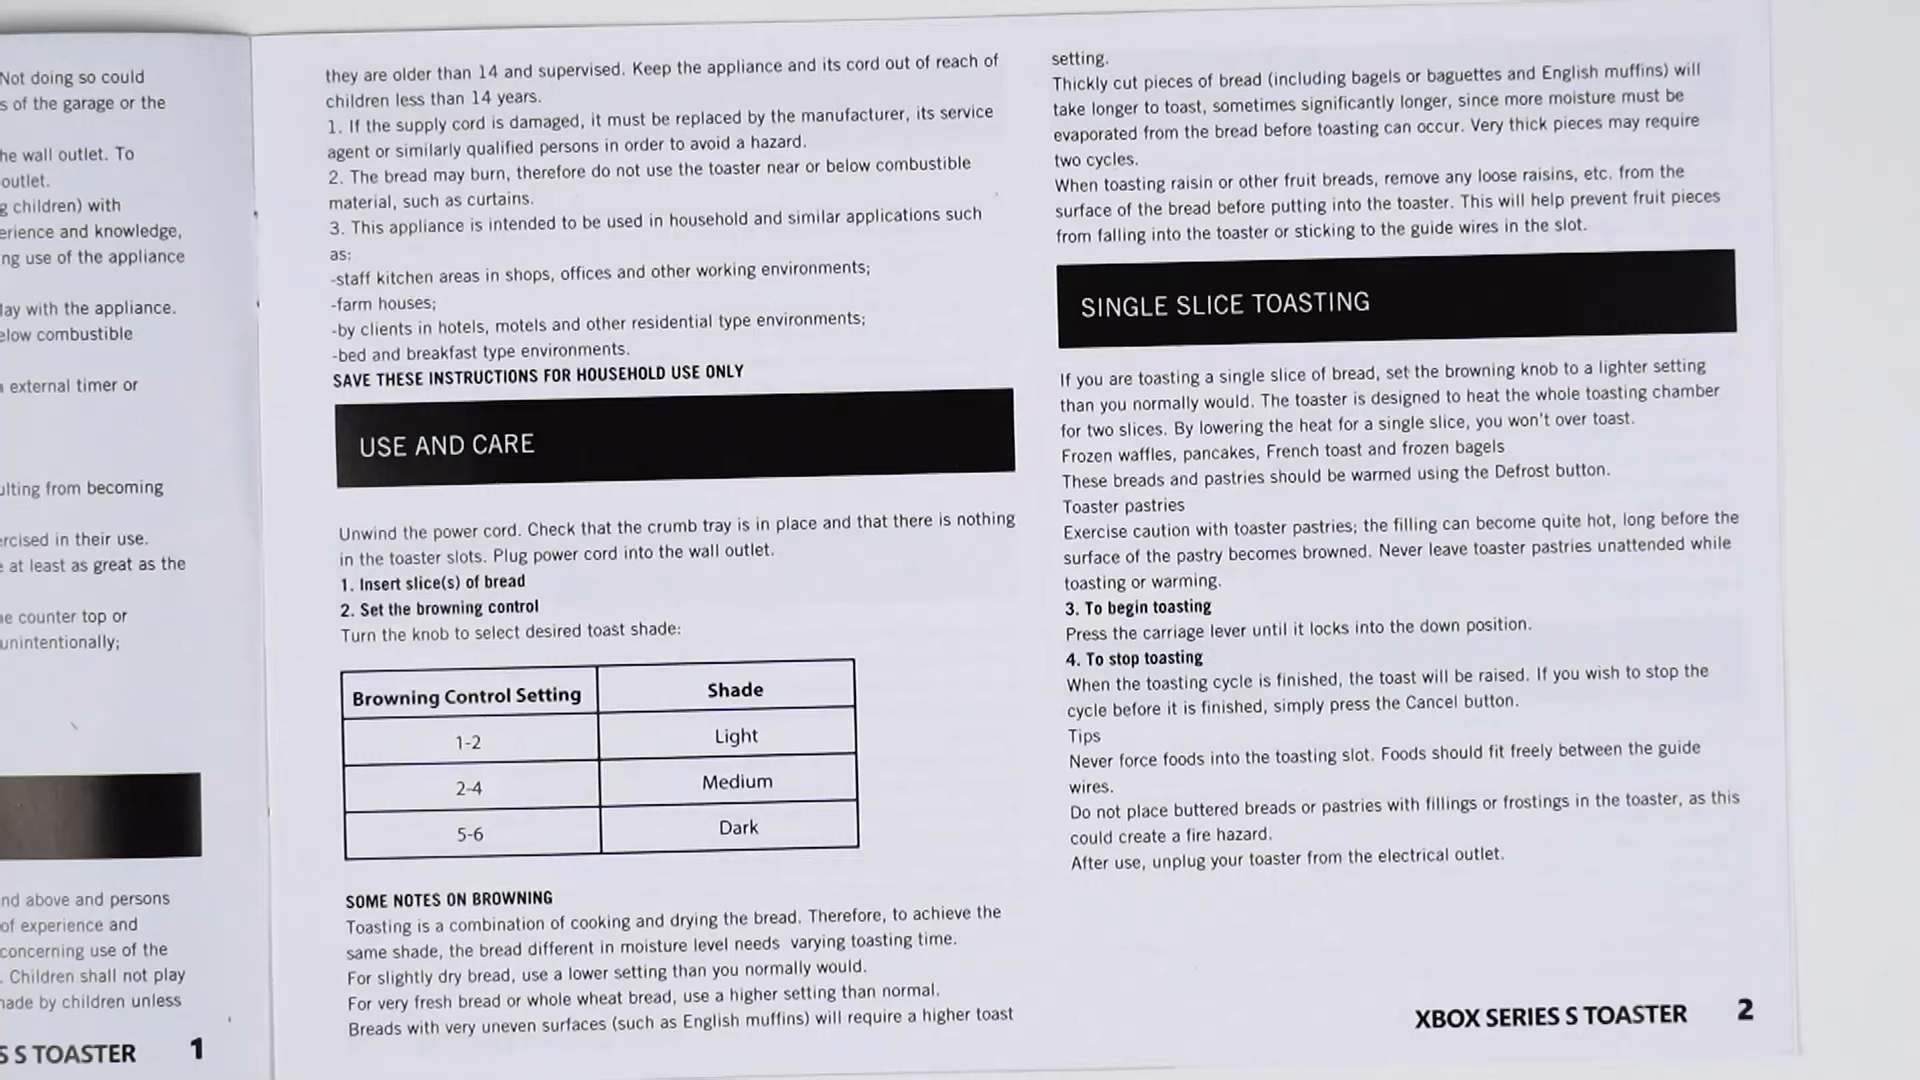 Not doing so could
s of the garage or the
he wall outlet. To
outlet.
g children) with
erience and knowledge,
ng use of the appliance
lay with the appliance.
elow combustible
external timer or
ulting from becoming
ercised in their use.
e at least as great as the
he counter top or
unintentionally;
nd above and persons
of experience and
concerning use of the
. Children shall not play
made by children unless
S S TOASTER 1
they are older than 14 and supervised. Keep the appliance and its cord out of reach of
children less than 14 years.
1. If the supply cord is damaged, it must be replaced by the manufacturer, its service
agent or similarly qualified persons in order to avoid a hazard.
2. The bread may burn, therefore do not use the toaster near or below combustible
material, such as curtains.
3. This appliance is intended to be used in household and similar applications such
as:
-staff kitchen areas in shops, offices and other working environments;
-farm houses;
-by clients in hotels, motels and other residential type environments;
-bed and breakfast type environments.
SAVE THESE INSTRUCTIONS FOR HOUSEHOLD USE ONLY
USE AND CARE
Unwind the power cord. Check that the crumb tray is in place and that there is nothing
in the toaster slots. Plug power cord into the wall outlet.
1. Insert slice(s) of bread
2. Set the browning control
Turn the knob to select desired toast shade:
Browning Control Setting Shade
1-2 Light
2-4 Medium
5-6 Dark
SOME NOTES ON BROWNING
Toasting is a combination of cooking and drying the bread. Therefore, to achieve the
same shade, the bread different in moisture level needs varying toasting time.
For slightly dry bread, use a lower setting than you normally would.
For very fresh bread or whole wheat bread, use a higher setting than normal.
Breads with very uneven surfaces (such as English muffins) will require a higher toast
setting.
Thickly cut pieces of bread (including bagels or baguettes and English muffins) will
take longer to toast, sometimes significantly longer, since more moisture must be
evaporated from the bread before toasting can occur. Very thick pieces may require
two cycles.
When toasting raisin or other fruit breads, remove any loose raisins, etc. from the
surface of the bread before putting into the toaster. This will help prevent fruit pieces
from falling into the toaster or sticking to the guide wires in the slot.
SINGLE SLICE TOASTING
If you are toasting a single slice of bread, set the browning knob to a lighter setting
than you normally would. The toaster is designed to heat the whole toasting chamber
for two slices. By lowering the heat for a single slice, you won't over toast.
Frozen waffles, pancakes, French toast and frozen bagels
These breads and pastries should be warmed using the Defrost button.
Toaster pastries
Exercise caution with toaster pastries; the filling can become quite hot, long before the
surface of the pastry becomes browned. Never leave toaster pastries unattended while
toasting or warming.
3. To begin toasting
Press the carriage lever until it locks into the down position.
4. To stop toasting
When the toasting cycle is finished, the toast will be raised. If you wish to stop the
cycle before it is finished, simply press the Cancel button.
Tips
Never force foods into the toasting slot. Foods should fit freely between the guide
wires.
Do not place buttered breads or pastries with fillings or frostings in the toaster, as this
could create a fire hazard.
After use, unplug your toaster from the electrical outlet.
XBOX SERIES S TOASTER 2